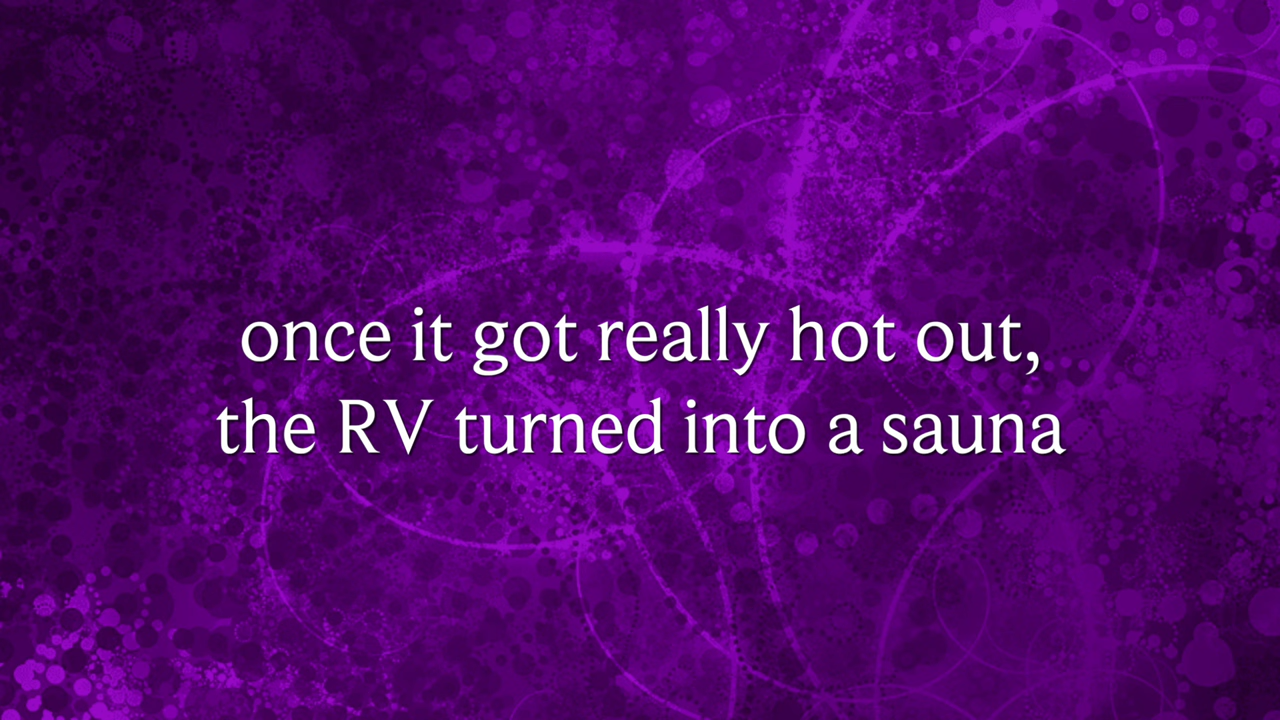 once it got really hot out,
the RV turned into a sauna